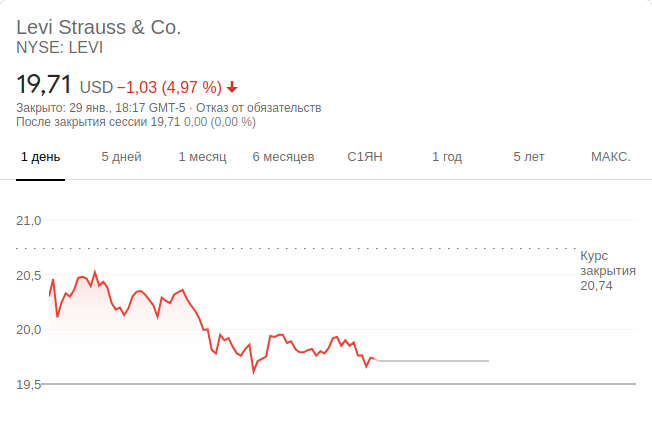 Levi Strauss & Co.
NYSE: LEVI
19,71 USD −1,03 (4,97 %)
Закрыто: 29 янв., 18:17 GMT-5 · Отказ от обязательств
После закрытия сессии 19,71 0,00 (0,00 %)
1 день 5 дней 1 месяц 6 месяцев С1ЯН 1 год 5 лет МАКС.
21,0
Курс
закрытия
20,74
20,5
20,0
19,5